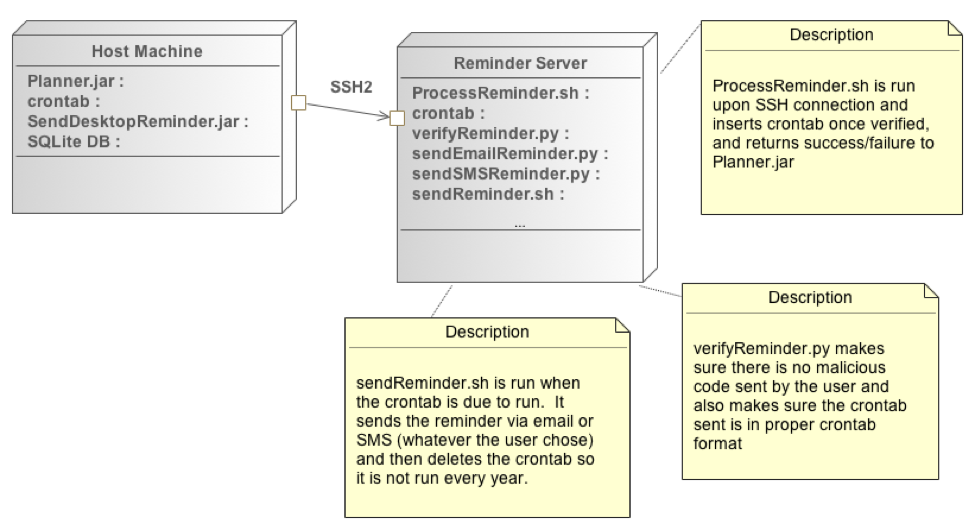 Host Machine
Planner.jar :
crontab :
SendDesktopReminder.jar :
SQLite DB :
SSH2
Reminder Server
ProcessReminder.sh :
crontab :
verifyReminder.py :
sendEmailReminder.py :
sendSMSReminder.py :
sendReminder.sh :
...
Description
ProcessReminder.sh is run
upon SSH connection and
inserts crontab once verified,
and returns success/failure to
Planner.jar
Description
sendReminder.sh is run when
the crontab is due to run.  It
sends the reminder via email or
SMS (whatever the user chose)
and then deletes the crontab so
it is not run every year.
Description
verifyReminder.py makes
sure there is no malicious
code sent by the user and
also makes sure the crontab
sent is in proper crontab
format